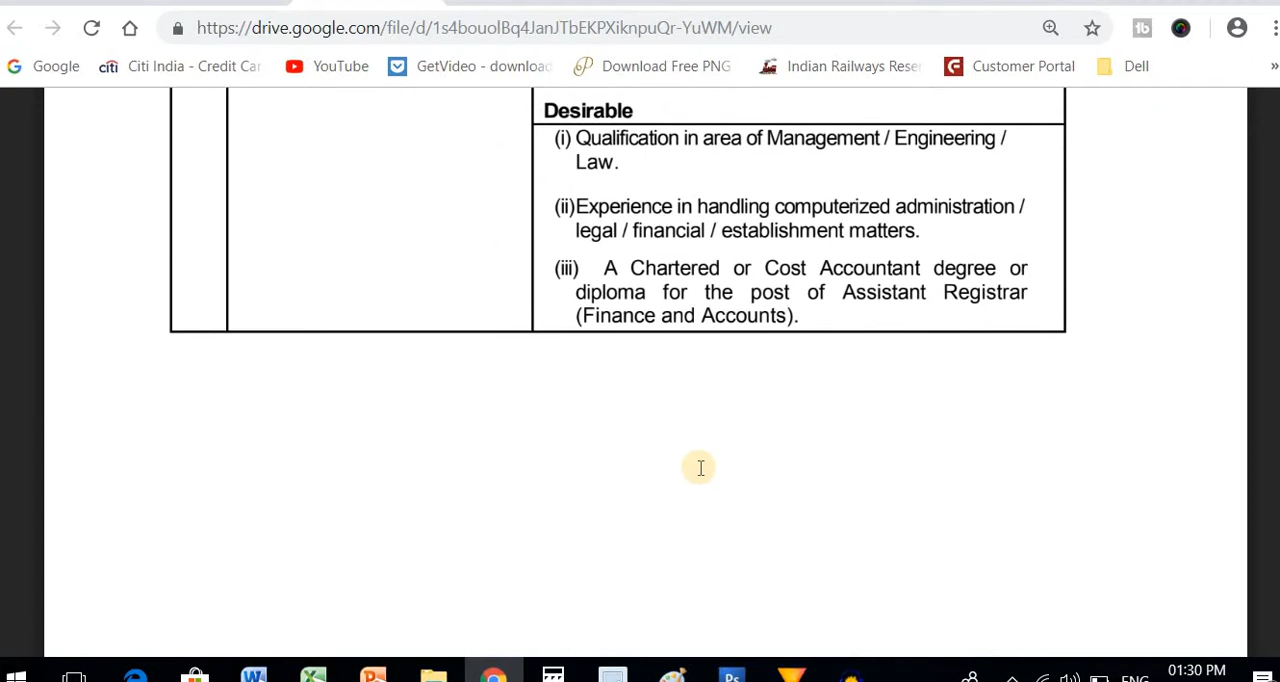 https://drive.google.com/file/d/1s4bouolBq4JanJTbEKPXiknpuQr-YuWM/view
Google Citi India - Credit Car YouTube GetVideo - download Download Free PNG Indian Railways Rese Customer Portal Dell »
Desirable
(i) Qualification in area of Management / Engineering /
Law.
(ii)Experience in handling computerized administration /
legal / financial / establishment matters.
(iii) A Chartered or Cost Accountant degree or
diploma for the post of Assistant Registrar
(Finance and Accounts).
ENG 01:30 PM